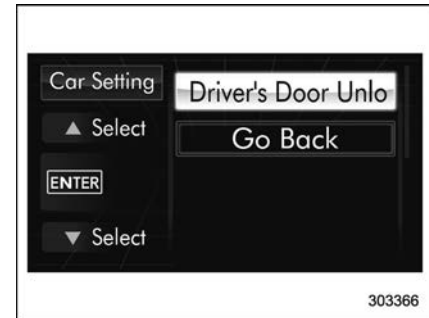 Car Setting
▲ Select
ENTER
▼ Select
Driver's Door Unlo
Go Back
303366